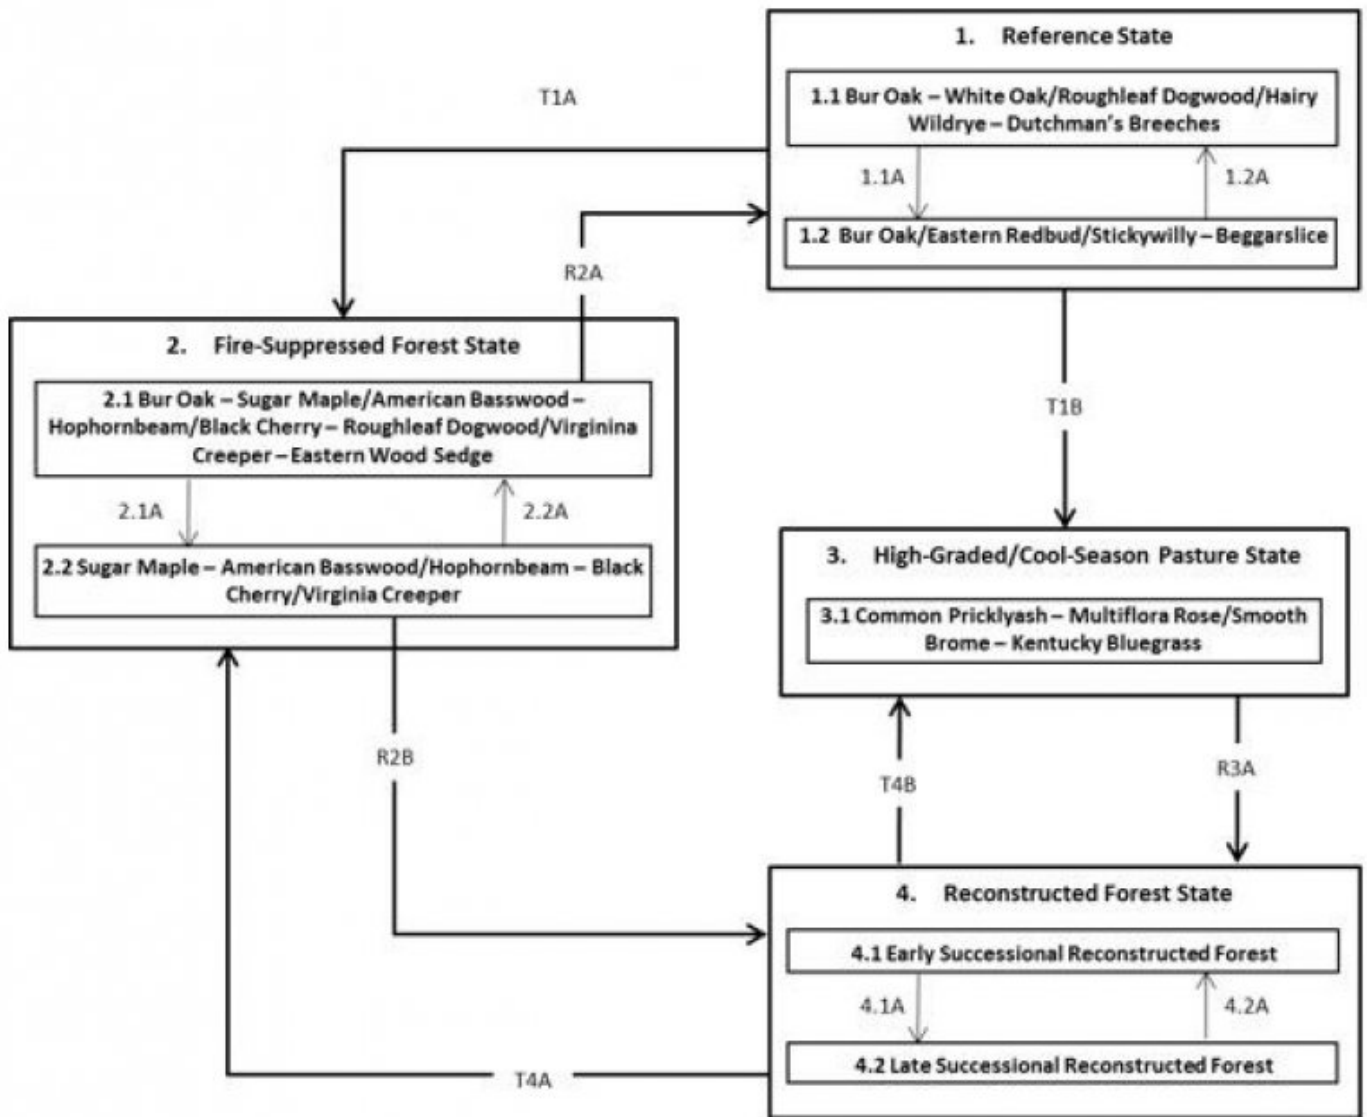 1. Reference State
1.1 Bur Oak – White Oak/Roughleaf Dogwood/Hairy
Wildrye – Dutchman's Breeches
1.1A
1.2A
1.2 Bur Oak/Eastern Redbud/Stickywilly – Beggarslice
T1A
R2A
T1B
2. Fire-Suppressed Forest State
2.1 Bur Oak – Sugar Maple/American Basswood –
Hophornbeam/Black Cherry – Roughleaf Dogwood/Virginina
Creeper – Eastern Wood Sedge
2.1A
2.2A
2.2 Sugar Maple – American Basswood/Hophornbeam – Black
Cherry/Virginia Creeper
3. High-Graded/Cool-Season Pasture State
3.1 Common Pricklyash – Multiflora Rose/Smooth
Brome – Kentucky Bluegrass
R2B
T4B
R3A
4. Reconstructed Forest State
4.1 Early Successional Reconstructed Forest
4.1A
4.2A
4.2 Late Successional Reconstructed Forest
T4A